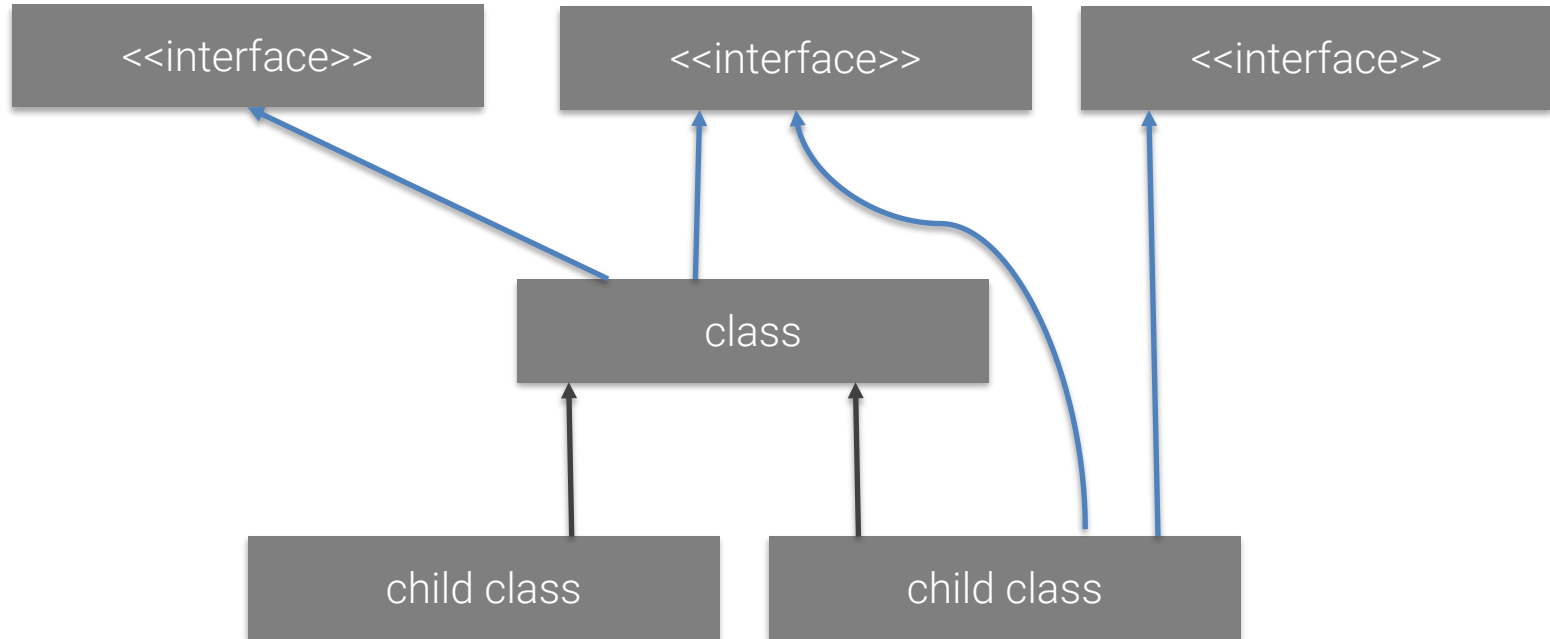 <<interface>>
<<interface>>
<<interface>>
class
child class
child class